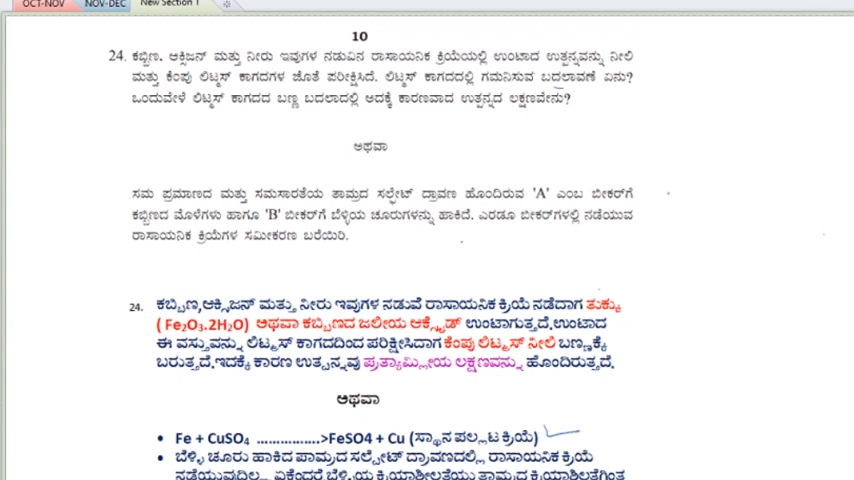 OCT-NOV NOV-DEC New Section 1
10
24. ಕಬ್ಬಿಣ, ಆಕ್ಸಿಜನ್ ಮತ್ತು ನೀರು ಇವುಗಳ ನಡುವಿನ ರಾಸಾಯನಿಕ ಕ್ರಿಯೆಯಲ್ಲಿ ಉಂಟಾದ ಉತ್ಪನ್ನವನ್ನು ನೀಲಿ
ಮತ್ತು ಕೆಂಪು ಲಿಟ್ಮಸ್ ಕಾಗದಗಳ ಜೊತೆ ಪರೀಕ್ಷಿಸಿದೆ. ಲಿಟ್ಮಸ್ ಕಾಗದದಲ್ಲಿ ಗಮನಿಸುವ ಬದಲಾವಣೆ ಏನು?
ಒಂದುವೇಳೆ ಲಿಟ್ಮಸ್ ಕಾಗದದ ಬಣ್ಣ ಬದಲಾದಲ್ಲಿ ಅದಕ್ಕೆ ಕಾರಣವಾದ ಉತ್ಪನ್ನದ ಲಕ್ಷಣವೇನು?
ಅಥವಾ
ಸಮ ಪ್ರಮಾಣದ ಮತ್ತು ಸಮಸಾರತೆಯ ತಾಮ್ರದ ಸಲ್ಫೇಟ್ ದ್ರಾವಣ ಹೊಂದಿರುವ 'A' ಎಂಬ ಬೀಕರ್‌ಗೆ
ಕಬ್ಬಿಣದ ಮೊಳೆಗಳು ಹಾಗೂ 'B' ಬೀಕರ್‌ಗೆ ಬೆಳ್ಳಿಯ ಚೂರುಗಳನ್ನು ಹಾಕಿದೆ. ಎರಡೂ ಬೀಕರ್‌ಗಳಲ್ಲಿ ನಡೆಯುವ
ರಾಸಾಯನಿಕ ಕ್ರಿಯೆಗಳ ಸಮೀಕರಣ ಬರೆಯಿರಿ.
24. ಕಬ್ಬಿಣ,ಆಕ್ಸಿಜನ್ ಮತ್ತು ನೀರು ಇವುಗಳ ನಡುವೆ ರಾಸಾಯನಿಕ ಕ್ರಿಯೆ ನಡೆದಾಗ ತುಕ್ಕು
( Fe₂O₃.2H₂O) ಅಥವಾ ಕಬ್ಬಿಣದ ಜಲೀಯ ಆಕ್ಸೈಡ್ ಉಂಟಾಗುತ್ತದೆ.ಉಂಟಾದ
ಈ ವಸ್ತುವನ್ನು ಲಿಟ್ಮಸ್ ಕಾಗದದಿಂದ ಪರಿಕ್ಷಿಸಿದಾಗ ಕೆಂಪು ಲಿಟ್ಮಸ್ ನೀಲಿ ಬಣ್ಣಕ್ಕೆ
ಬರುತ್ತದೆ.ಇದಕ್ಕೆ ಕಾರಣ ಉತ್ಪನ್ನವು ಪ್ರತ್ಯಾಮ್ಲೀಯ ಲಕ್ಷಣವನ್ನು ಹೊಂದಿರುತ್ತದೆ.
ಅಥವಾ
• Fe + CuSO₄ ................>FeSO4 + Cu (ಸ್ಥಾನ ಪಲ್ಲಟ ಕ್ರಿಯೆ)
• ಬೆಳ್ಳಿ ಚೂರು ಹಾಕಿದ ಪಾಮ್ರದ ಸಲ್ಫೇಟ್ ದ್ರಾವಣದಲ್ಲಿ ರಾಸಾಯನಿಕ ಕ್ರಿಯೆ
ನಡೆಯುವುದಿಲ್ಲ ಏಕೆಂದರೆ ಬೆಳ್ಳಿಯ ಕ್ರಿಯಾಶೀಲತೆಯು ತಾಮ್ರದ ಕ್ರಿಯಾಶೀಲತೆಗಿಂತ